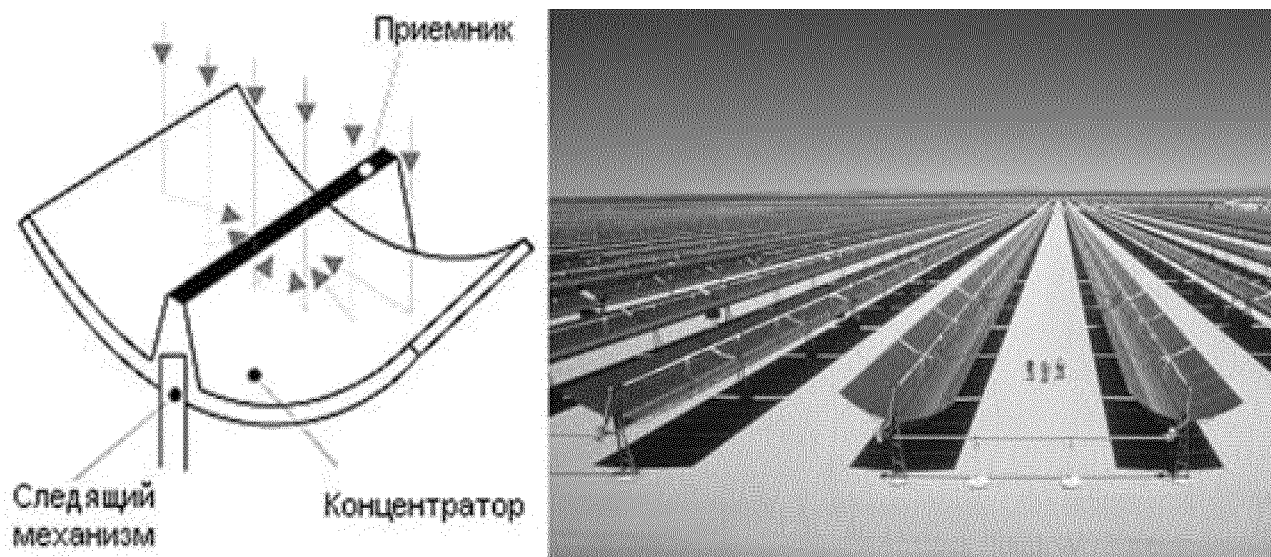 Приемник
Следящий
механизм
Концентратор